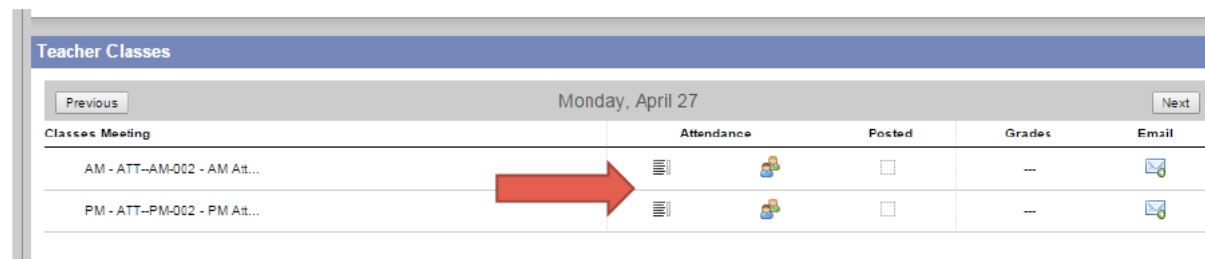 Teacher Classes
Previous Monday, April 27 Next
Classes Meeting Attendance Posted Grades Email
AM - ATT--AM-002 - AM Att... ---
PM - ATT--PM-002 - PM Att... ---